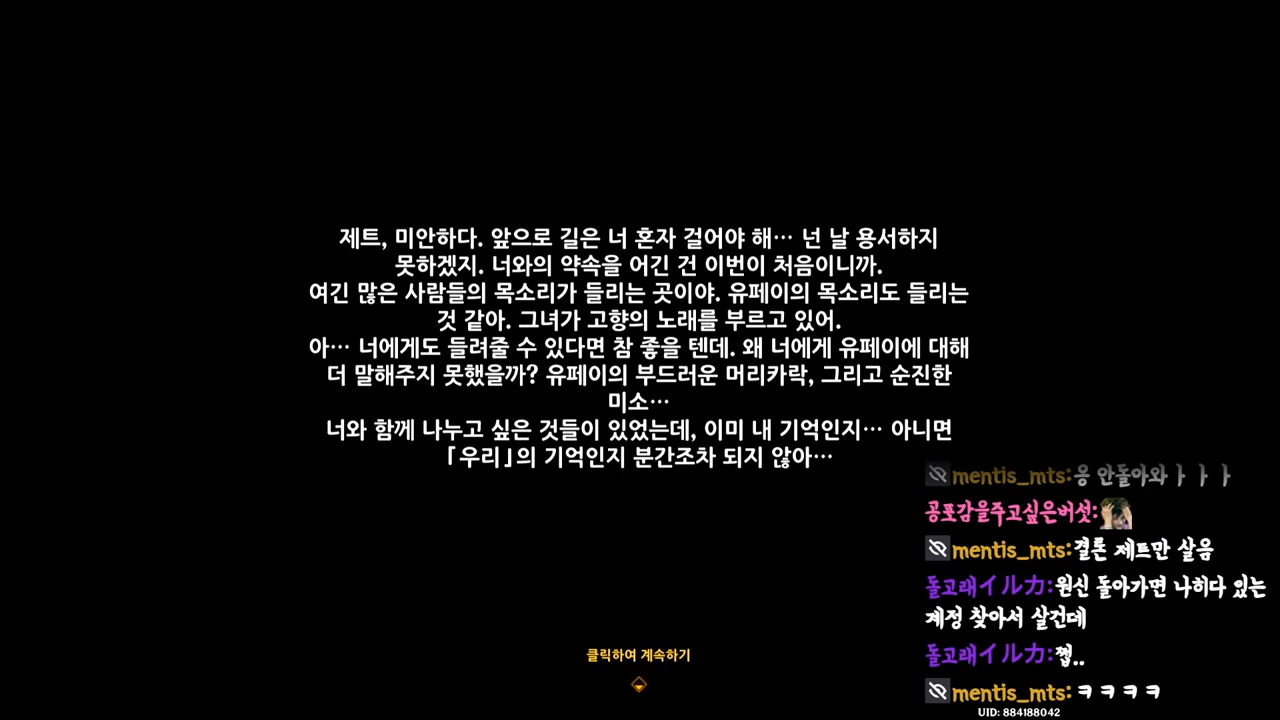 제트, 미안하다. 앞으로 길은 너 혼자 걸어야 해… 넌 날 용서하지
못하겠지. 너와의 약속을 어긴 건 이번이 처음이니까.
여긴 많은 사람들의 목소리가 들리는 곳이야. 유페이의 목소리도 들리는
것 같아. 그녀가 고향의 노래를 부르고 있어.
아… 너에게도 들려줄 수 있다면 참 좋을 텐데. 왜 너에게 유페이에 대해
더 말해주지 못했을까? 유페이의 부드러운 머리카락, 그리고 순진한
미소…
너와 함께 나누고 싶은 것들이 있었는데, 이미 내 기억인지… 아니면
「우리」의 기억인지 분간조차 되지 않아…
mentis_mts:응 안돌아와ㅏㅏㅏ
공포감을주고싶은버섯:
mentis_mts:결론 제트만 살음
돌고래イルカ:원신 돌아가면 나히다 있는
계정 찾아서 살건데
돌고래イルカ:쩝..
mentis_mts:ㅋㅋㅋㅋ
클릭하여 계속하기
UID: 884188042